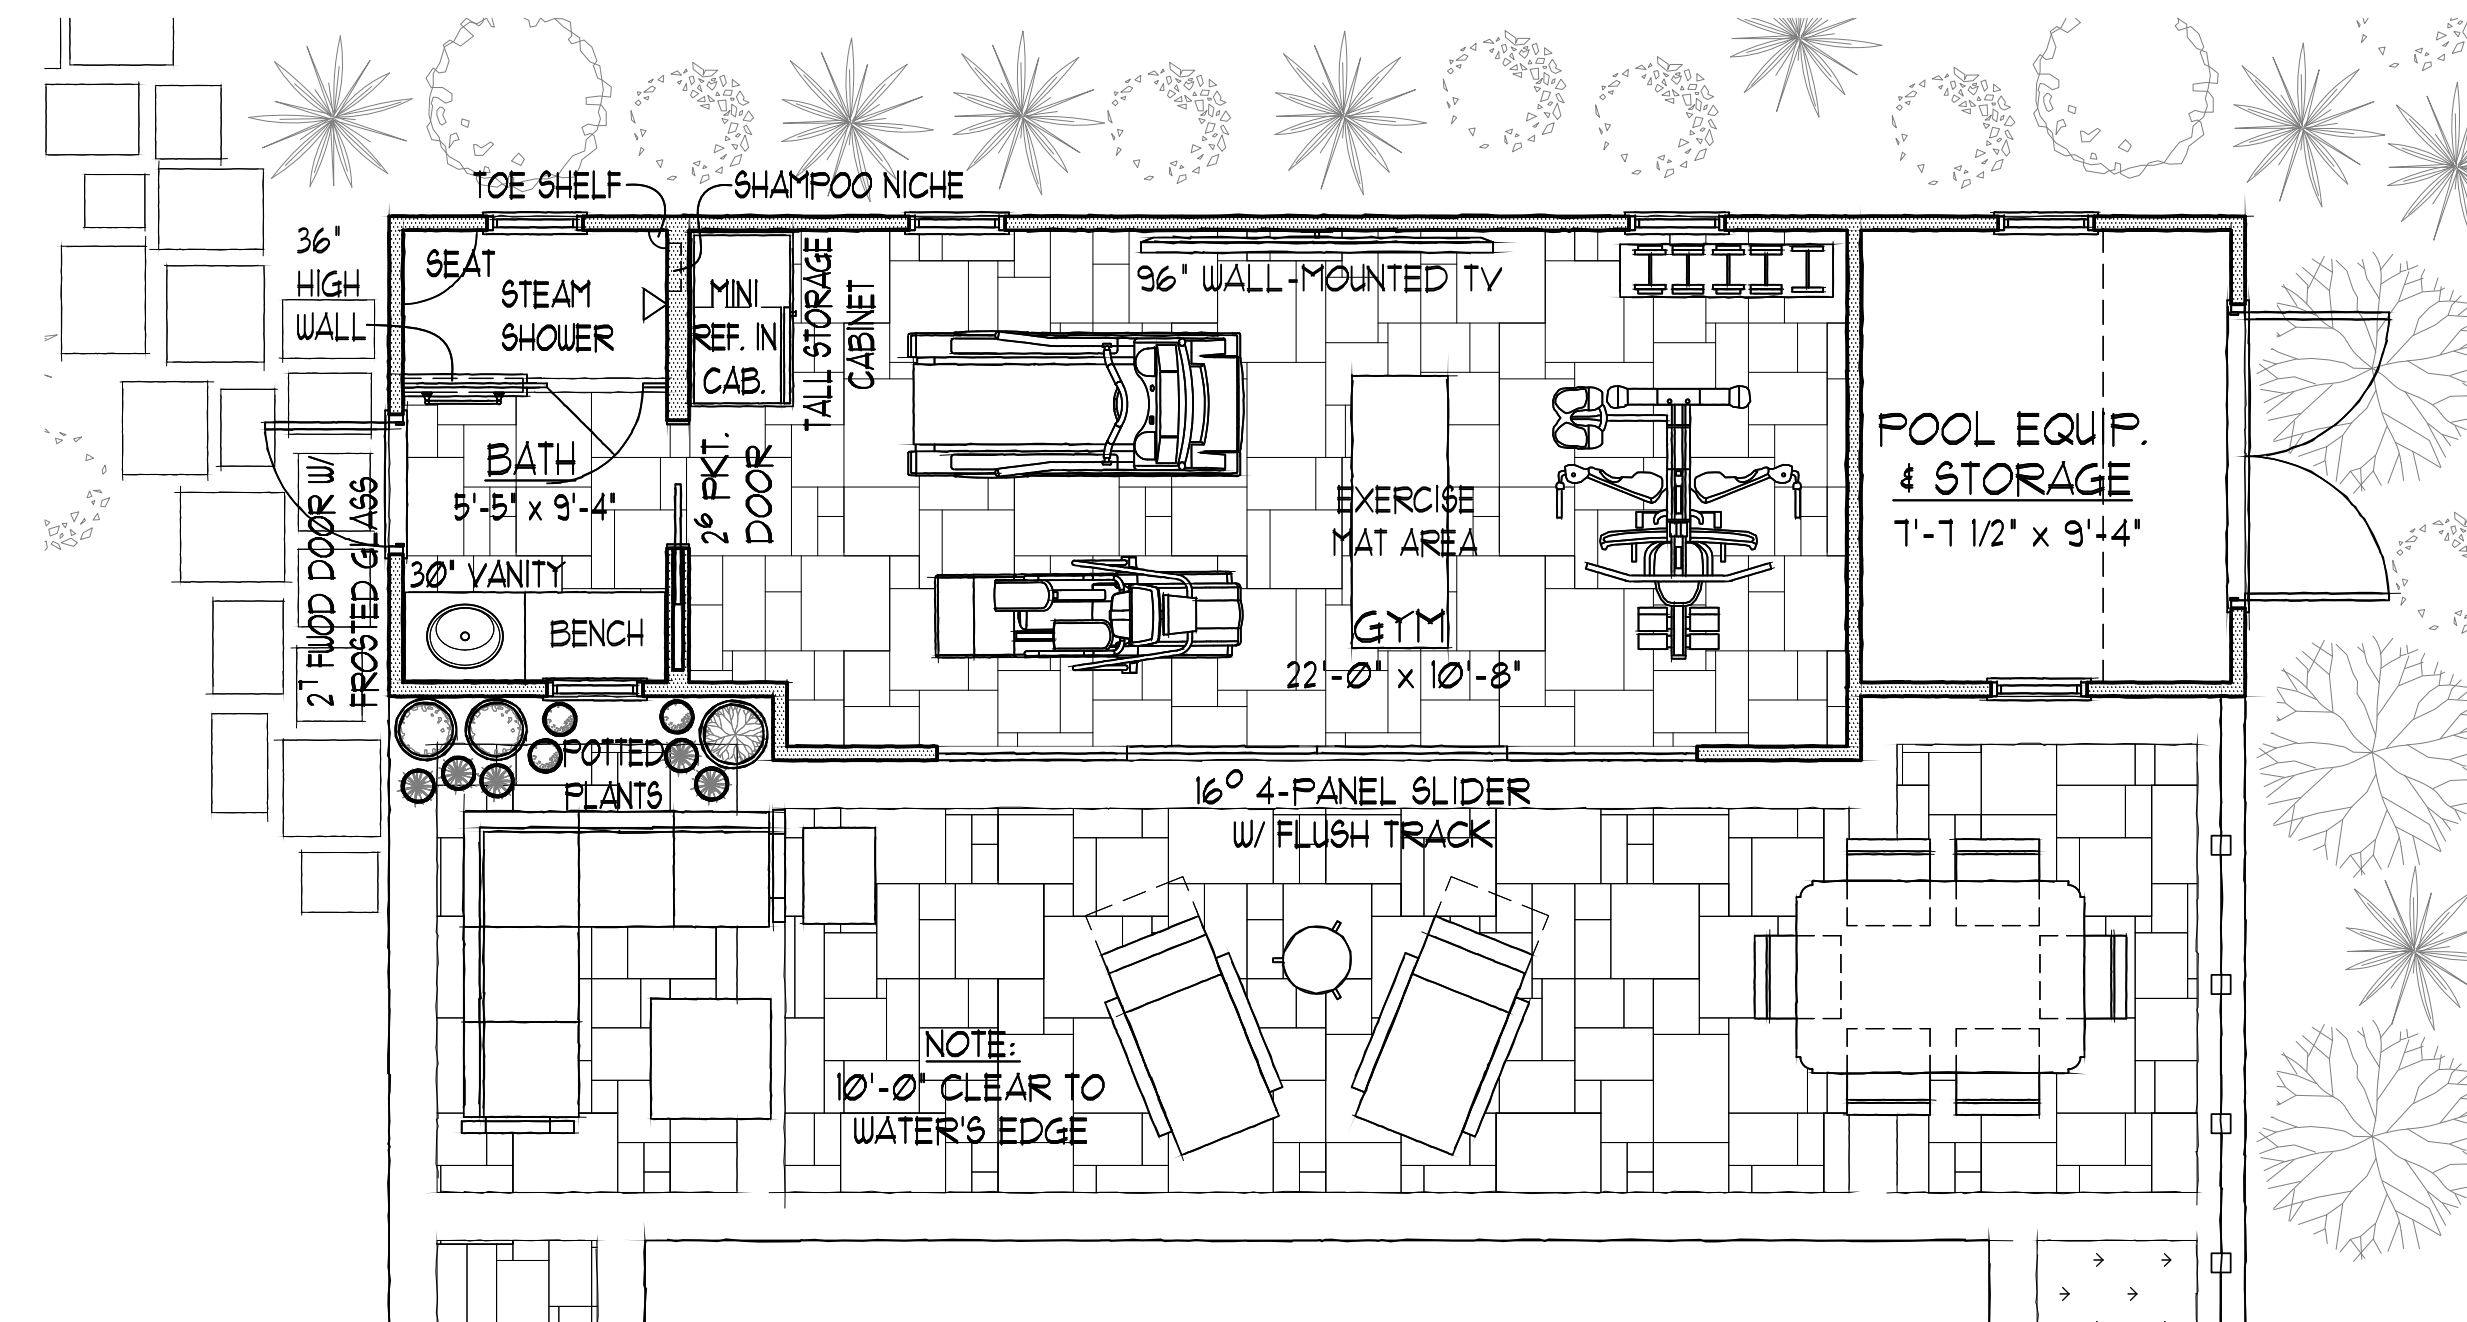 TOE SHELF
SHAMPOO NICHE
36"
HIGH
WALL
SEAT
STEAM
SHOWER
MINI
REF. IN
CAB.
TALL STORAGE
CABINET
96" WALL-MOUNTED TV
BATH
5'-5" x 9'-4"
2⁶ PKT.
DOOR
2⁷ FWOD DOOR W/
FROSTED GLASS
30" VANITY
BENCH
EXERCISE
MAT AREA
GYM
22'-0" x 10'-8"
POOL EQUIP.
& STORAGE
7'-7 1/2" x 9'-4"
POTTED
PLANTS
16⁰ 4-PANEL SLIDER
W/ FLUSH TRACK
NOTE:
10'-0" CLEAR TO
WATER'S EDGE